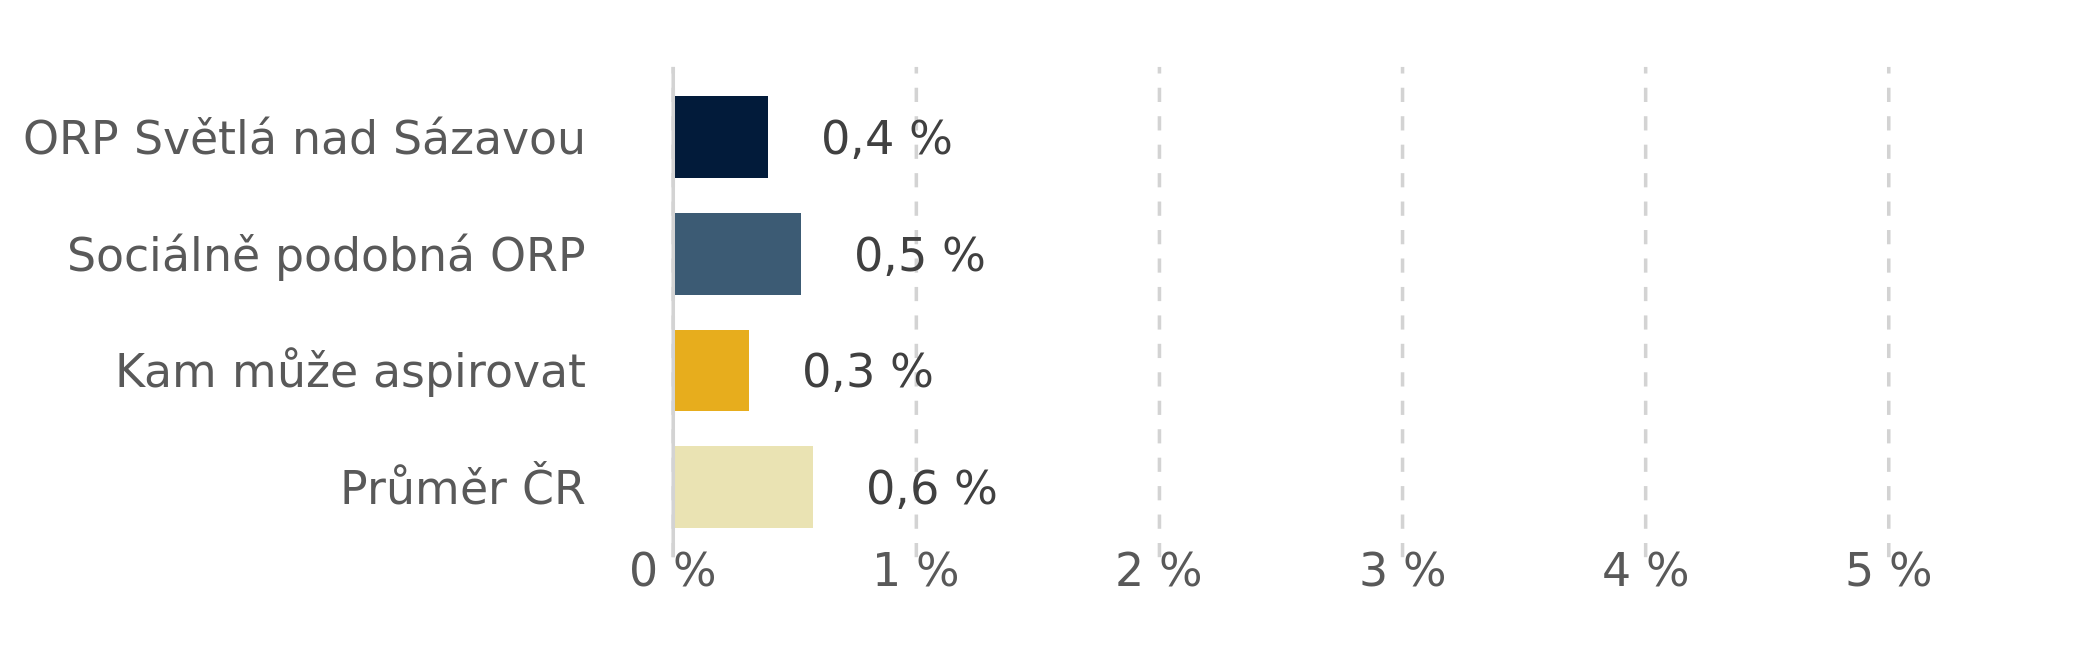 ORP Světlá nad Sázavou 0,4 %
Sociálně podobná ORP 0,5 %
Kam může aspirovat 0,3 %
Průměr ČR 0,6 %
0 % 1 % 2 % 3 % 4 % 5 %